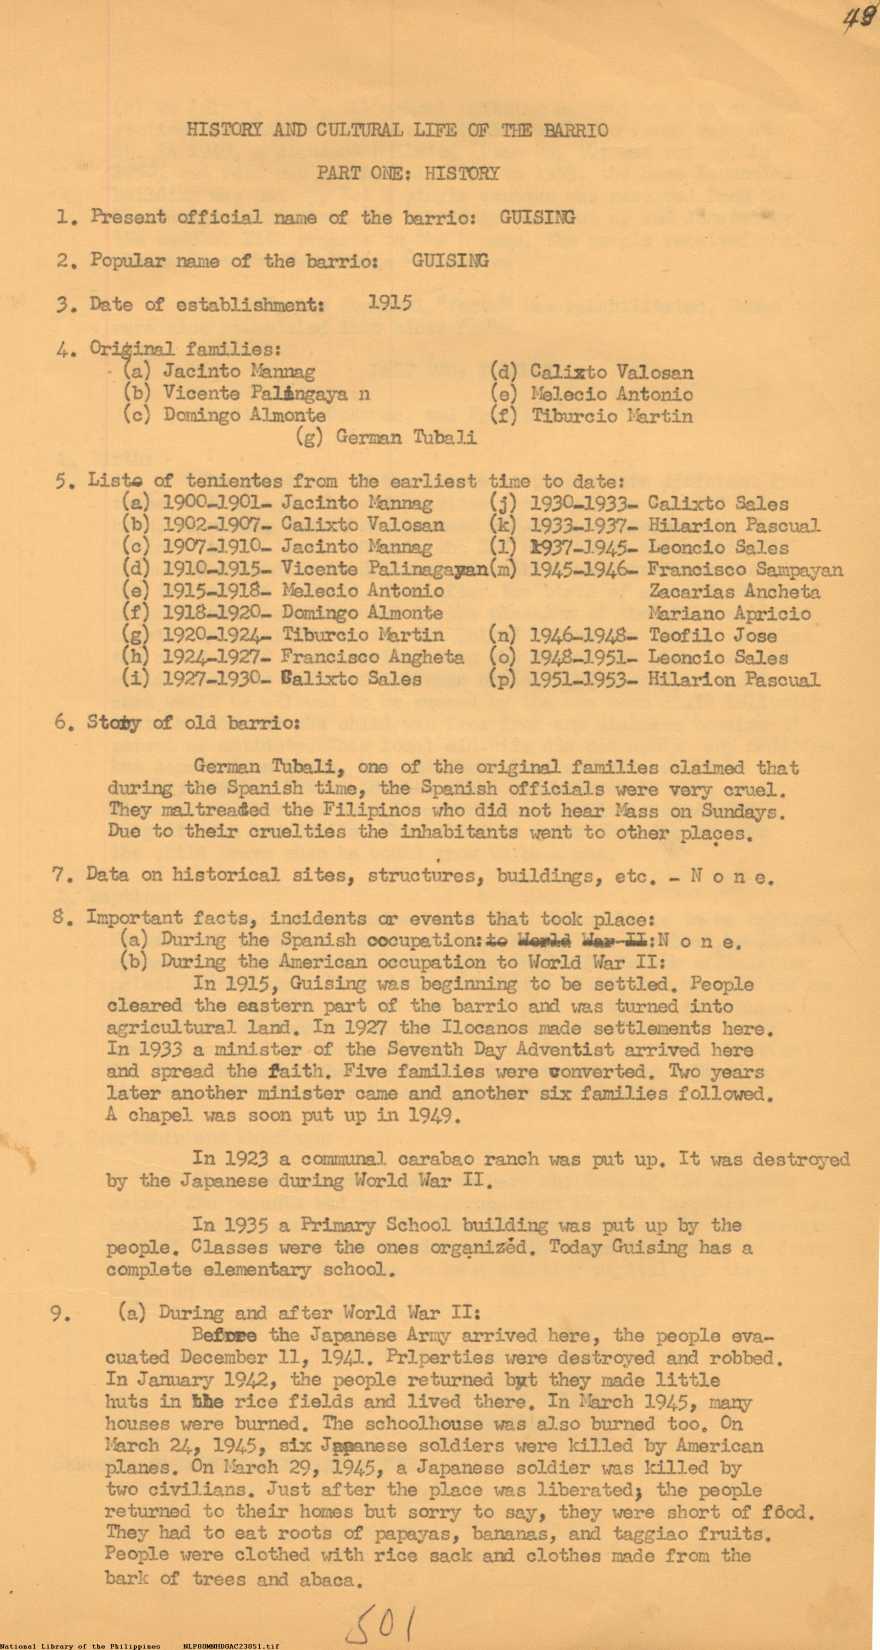 48
HISTORY AND CULTURAL LIFE OF THE BARRIO
PART ONE: HISTORY
1. Present official name of the barrio: GUISING
2. Popular name of the barrio: GUISING
3. Date of establishment: 1915
4. Original families:
(a) Jacinto Mannag (d) Calixto Valosan
(b) Vicente Palingaya n (e) Melecio Antonio
(c) Domingo Almonte (f) Tiburcio Martin
(g) German Tubali
5. Lists of tenientes from the earliest time to date:
(a) 1900-1901- Jacinto Mannag (j) 1930-1933- Calixto Sales
(b) 1902-1907- Calixto Valosan (k) 1933-1937- Hilarion Pascual
(c) 1907-1910- Jacinto Mannag (l) 1937-1945- Leoncio Sales
(d) 1910-1915- Vicente Palinagayan(m) 1945-1946- Francisco Sampayan
(e) 1915-1918- Melecio Antonio Zacarias Ancheta
(f) 1918-1920- Domingo Almonte Mariano Apricio
(g) 1920-1924- Tiburcio Martin (n) 1946-1948- Teofilo Jose
(h) 1924-1927- Francisco Angheta (o) 1948-1951- Leoncio Sales
(i) 1927-1930- Calixto Sales (p) 1951-1953- Hilarion Pascual
6. Story of old barrio:
German Tubali, one of the original families claimed that
during the Spanish time, the Spanish officials were very cruel.
They maltreaded the Filipinos who did not hear Mass on Sundays.
Due to their cruelties the inhabitants went to other places.
7. Data on historical sites, structures, buildings, etc. - N o n e.
8. Important facts, incidents or events that took place:
(a) During the Spanish occupation: to World War II:N o n e.
(b) During the American occupation to World War II:
In 1915, Guising was beginning to be settled. People
cleared the eastern part of the barrio and was turned into
agricultural land. In 1927 the Ilocanos made settlements here.
In 1933 a minister of the Seventh Day Adventist arrived here
and spread the faith. Five families were converted. Two years
later another minister came and another six families followed.
A chapel was soon put up in 1949.
In 1923 a communal carabao ranch was put up. It was destroyed
by the Japanese during World War II.
In 1935 a Primary School building was put up by the
people. Classes were the ones organized. Today Guising has a
complete elementary school.
9. (a) During and after World War II:
Before the Japanese Army arrived here, the people eva-
cuated December 11, 1941. Prlperties were destroyed and robbed.
In January 1942, the people returned but they made little
huts in the rice fields and lived there. In March 1945, many
houses were burned. The schoolhouse was also burned too. On
March 24, 1945, six Japanese soldiers were killed by American
planes. On March 29, 1945, a Japanese soldier was killed by
two civilians. Just after the place was liberated; the people
returned to their homes but sorry to say, they were short of food.
They had to eat roots of papayas, bananas, and taggiao fruits.
People were clothed with rice sack and clothes made from the
bark of trees and abaca.
501
National Library of the Philippines NLPBOMNHDGAC23051.tif